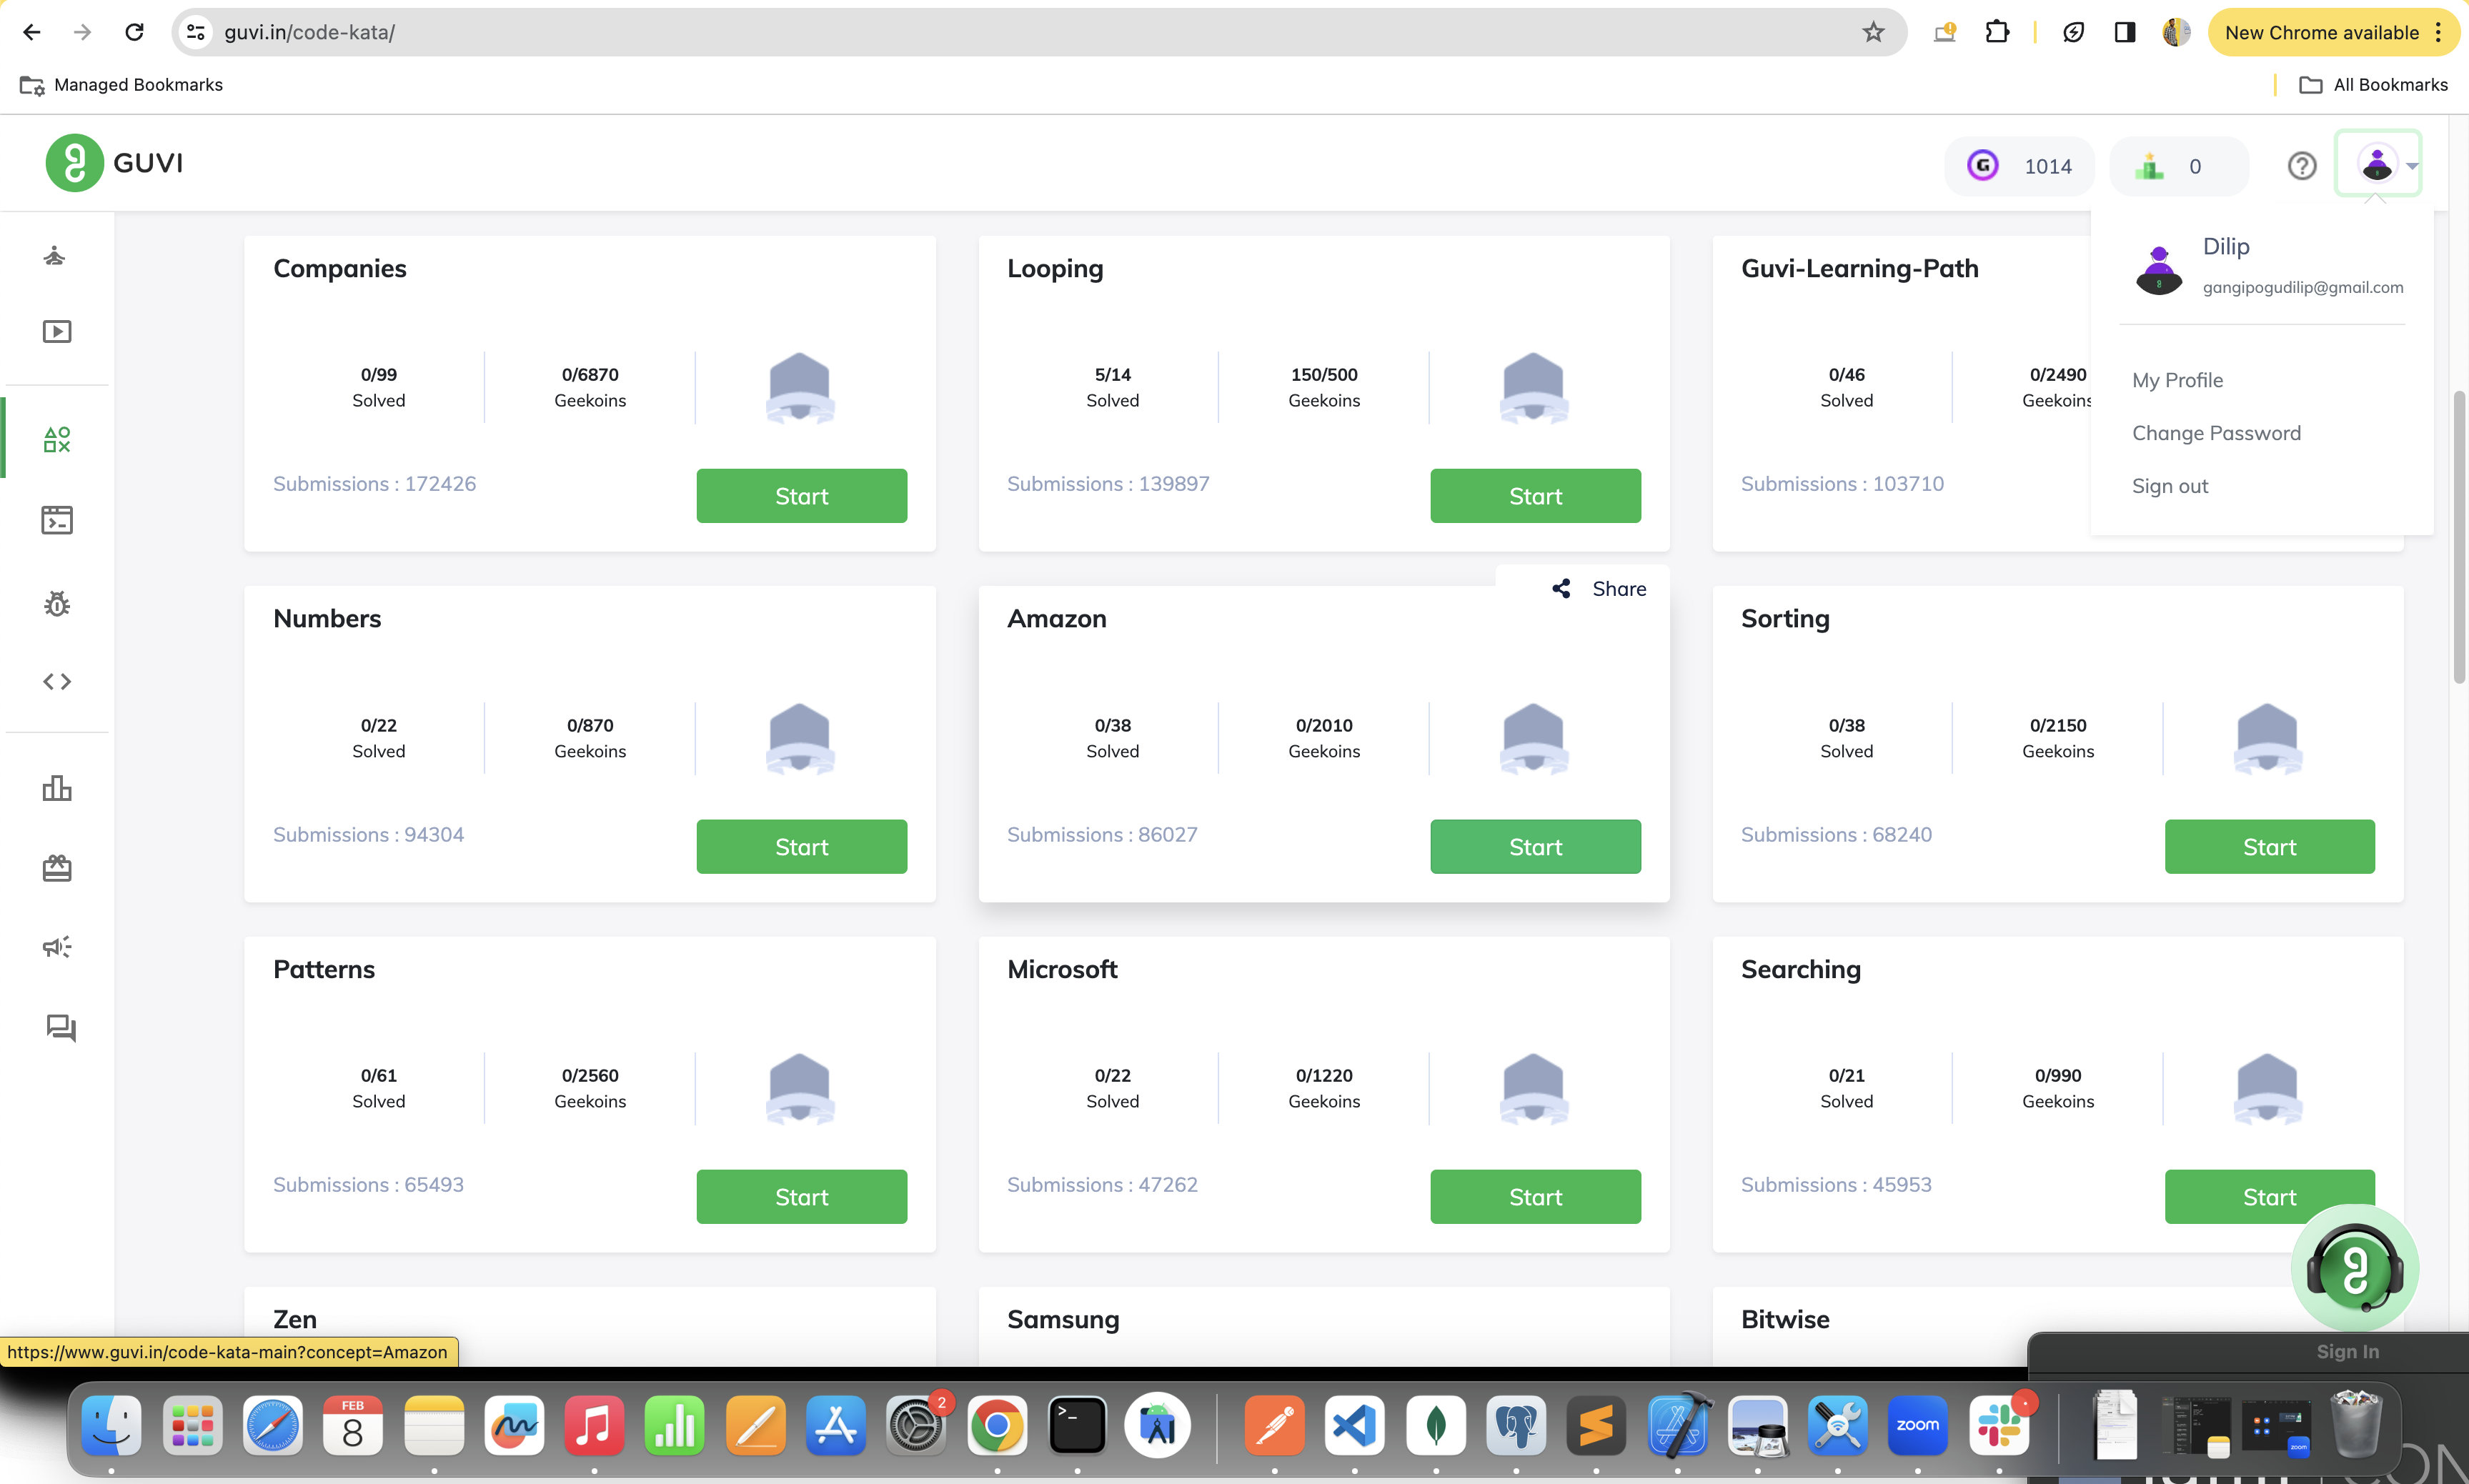 guvi.in/code-kata/
New Chrome available
Managed Bookmarks
All Bookmarks
GUVI
1014
0
Dilip
gangipogudilip@gmail.com
My Profile
Change Password
Sign out
Companies
0/99
Solved
0/6870
Geekoins
Submissions : 172426
Start
Looping
5/14
Solved
150/500
Geekoins
Submissions : 139897
Start
Guvi-Learning-Path
0/46
Solved
0/2490
Geekoins
Submissions : 103710
Numbers
0/22
Solved
0/870
Geekoins
Submissions : 94304
Start
Share
Amazon
0/38
Solved
0/2010
Geekoins
Submissions : 86027
Start
Sorting
0/38
Solved
0/2150
Geekoins
Submissions : 68240
Start
Patterns
0/61
Solved
0/2560
Geekoins
Submissions : 65493
Start
Microsoft
0/22
Solved
0/1220
Geekoins
Submissions : 47262
Start
Searching
0/21
Solved
0/990
Geekoins
Submissions : 45953
Start
Zen
Samsung
Bitwise
https://www.guvi.in/code-kata-main?concept=Amazon
Sign In
FEB
8
2
zoom